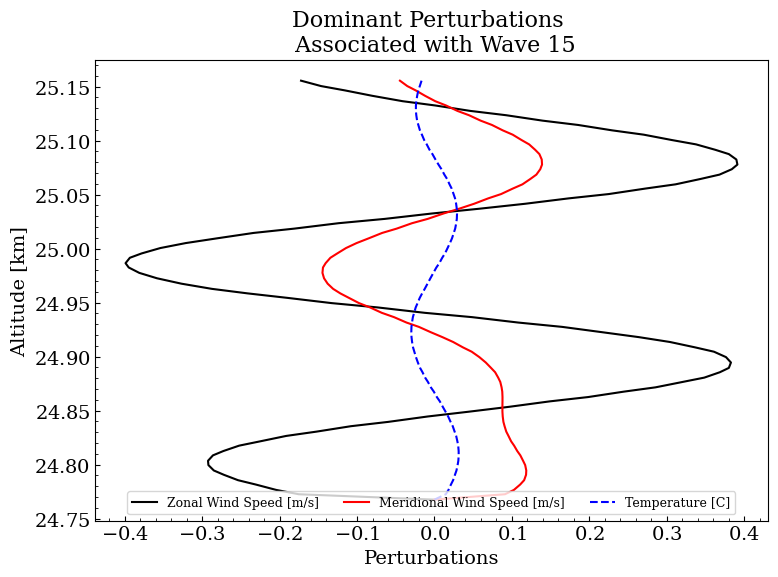 Dominant Perturbations
Associated with Wave 15
25.15
25.10
25.05
25.00
24.95
24.90
24.85
24.80
24.75
Altitude [km]
Zonal Wind Speed [m/s] Meridional Wind Speed [m/s] Temperature [C]
−0.4 −0.3 −0.2 −0.1 0.0 0.1 0.2 0.3 0.4
Perturbations